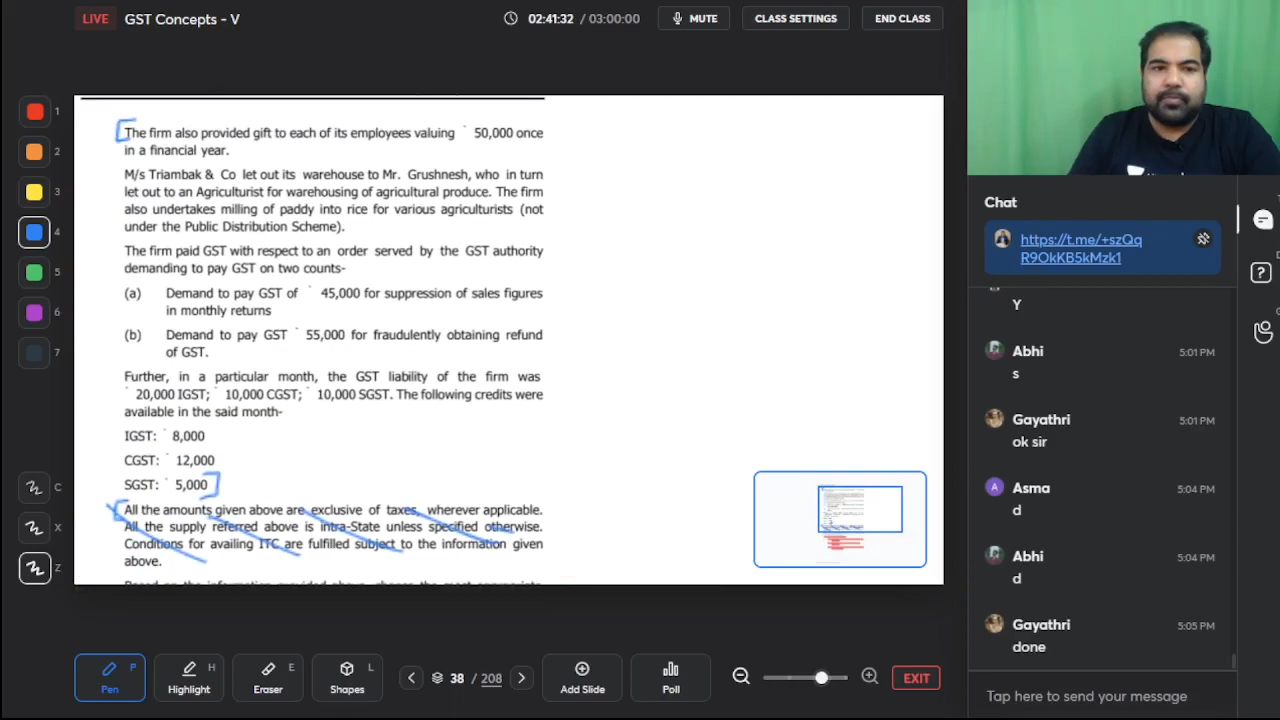 LIVE GST Concepts - V
02:41:32 / 03:00:00
MUTE
CLASS SETTINGS
END CLASS
1
2
3
4
5
6
7
C
X
Z
The firm also provided gift to each of its employees valuing ` 50,000 once
in a financial year.
M/s Triambak & Co let out its warehouse to Mr. Grushnesh, who in turn
let out to an Agriculturist for warehousing of agricultural produce. The firm
also undertakes milling of paddy into rice for various agriculturists (not
under the Public Distribution Scheme).
The firm paid GST with respect to an order served by the GST authority
demanding to pay GST on two counts-
(a) Demand to pay GST of ` 45,000 for suppression of sales figures
in monthly returns
(b) Demand to pay GST ` 55,000 for fraudulently obtaining refund
of GST.
Further, in a particular month, the GST liability of the firm was
` 20,000 IGST; ` 10,000 CGST; ` 10,000 SGST. The following credits were
available in the said month-
IGST: ` 8,000
CGST: ` 12,000
SGST: ` 5,000
All the amounts given above are exclusive of taxes, wherever applicable.
All the supply referred above is intra-State unless specified otherwise.
Conditions for availing ITC are fulfilled subject to the information given
above.
Pen P
Highlight H
Eraser E
Shapes L
38 / 208
Add Slide
Poll
EXIT
Chat
https://t.me/+szQq
R9OkKB5kMzk1
Y
Abhi 5:01 PM
s
Gayathri 5:01 PM
ok sir
Asma 5:04 PM
d
Abhi 5:04 PM
d
Gayathri 5:05 PM
done
A
Tap here to send your message